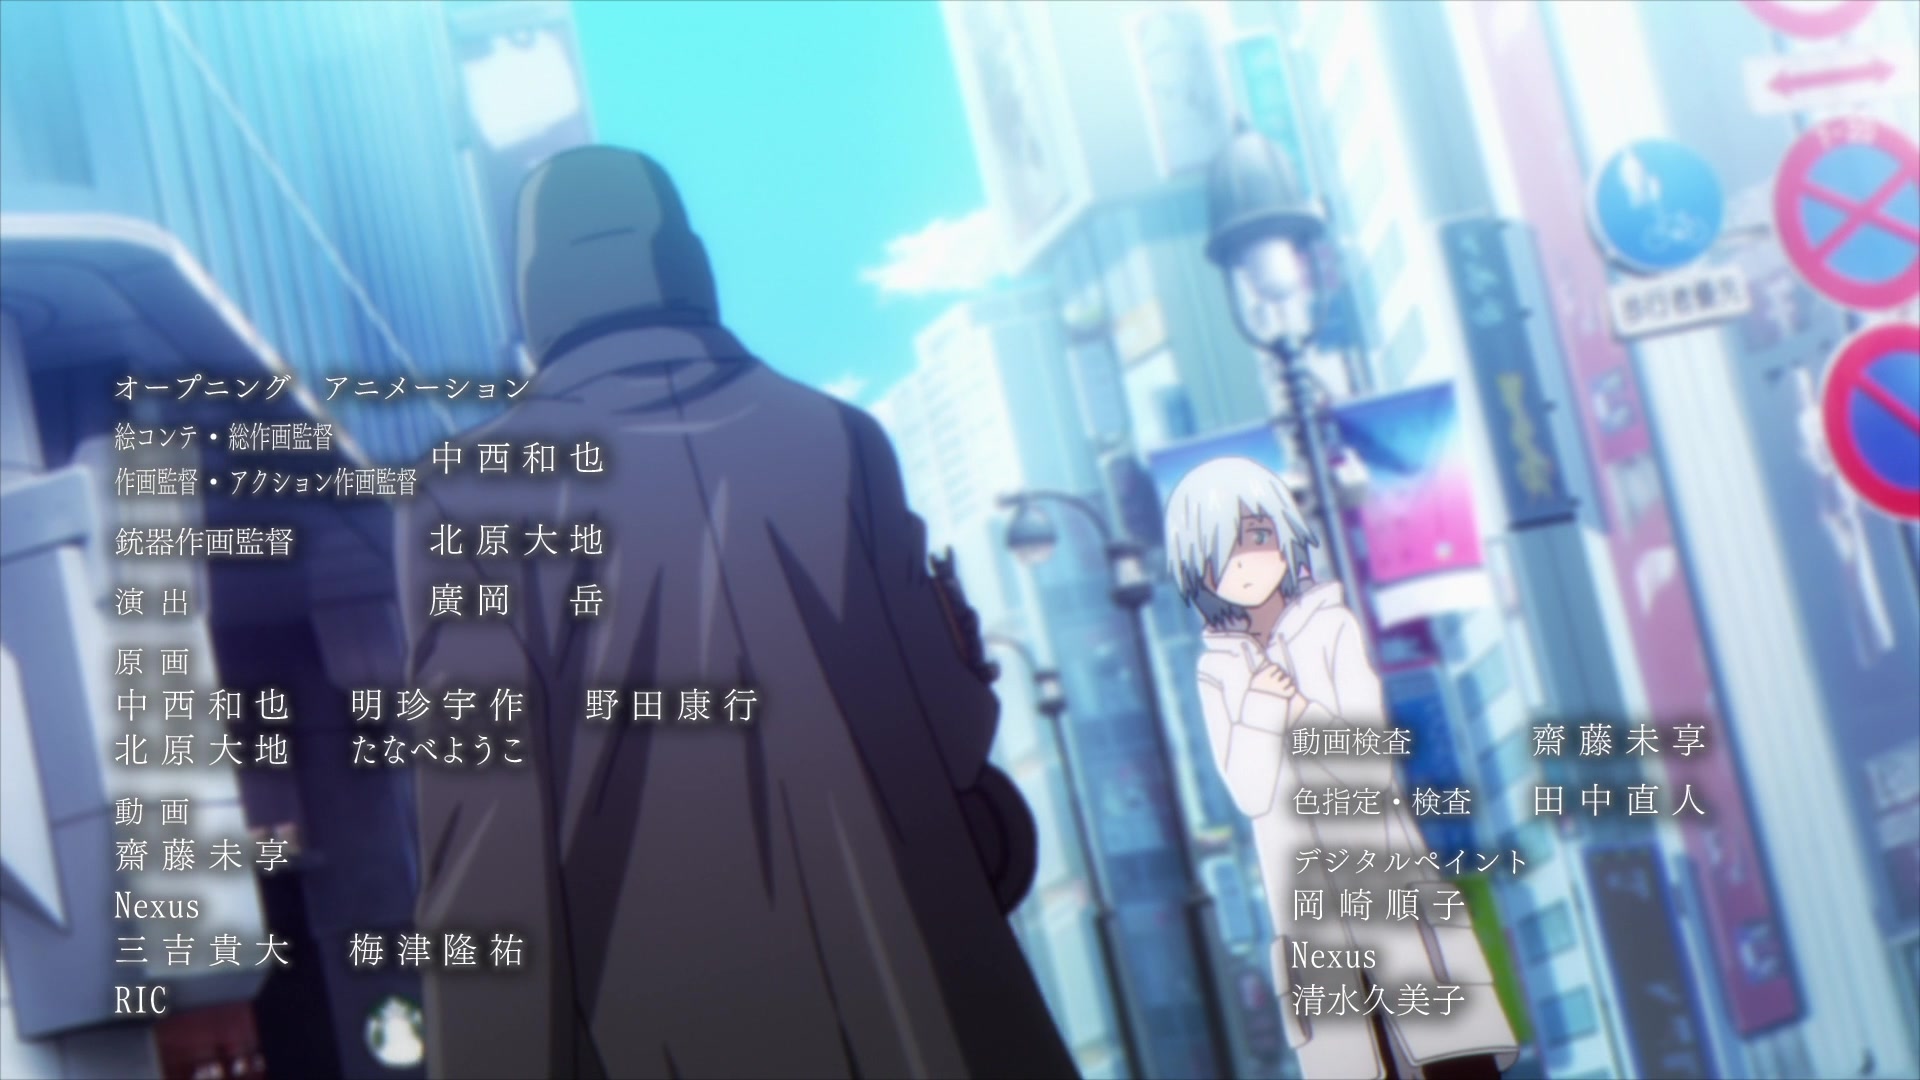 オープニング アニメーション
絵コンテ・総作画監督
作画監督・アクション作画監督 中西和也
銃器作画監督 北原大地
演出 廣岡 岳
原画
中西和也 明珍宇作 野田康行
北原大地 たなべようこ
動画
齋藤未享
Nexus
三吉貴大 梅津隆祐
RIC
動画検査 齋藤未享
色指定・検査 田中直人
デジタルペイント
岡崎順子
Nexus
清水久美子
歩行者優先